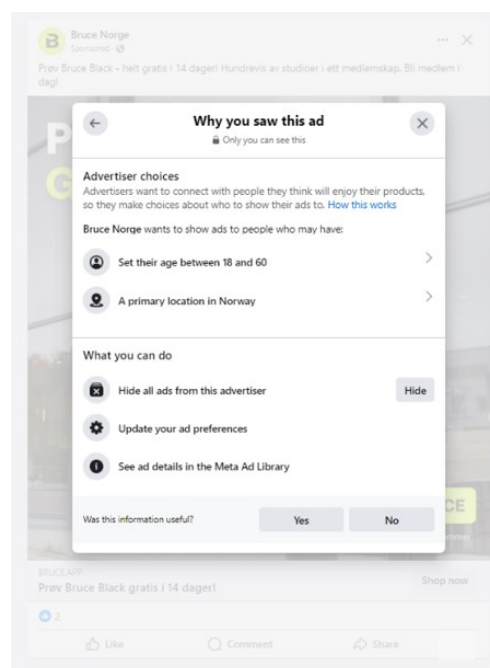 Bruce Norge
Sponsored ·
Prøv Bruce Black – helt gratis i 14 dager! Hundrevis av studioer i ett medlemskap. Bli medlem i
dag!
P
G
Why you saw this ad
Only you can see this
Advertiser choices
Advertisers want to connect with people they think will enjoy their products,
so they make choices about who to show their ads to. How this works
Bruce Norge wants to show ads to people who may have:
Set their age between 18 and 60
A primary location in Norway
What you can do
Hide all ads from this advertiser
Hide
Update your ad preferences
See ad details in the Meta Ad Library
Was this information useful?
Yes
No
CE
BRUCE.APP
Prøv Bruce Black gratis i 14 dager!
Shop now
2
Like
Comment
Share